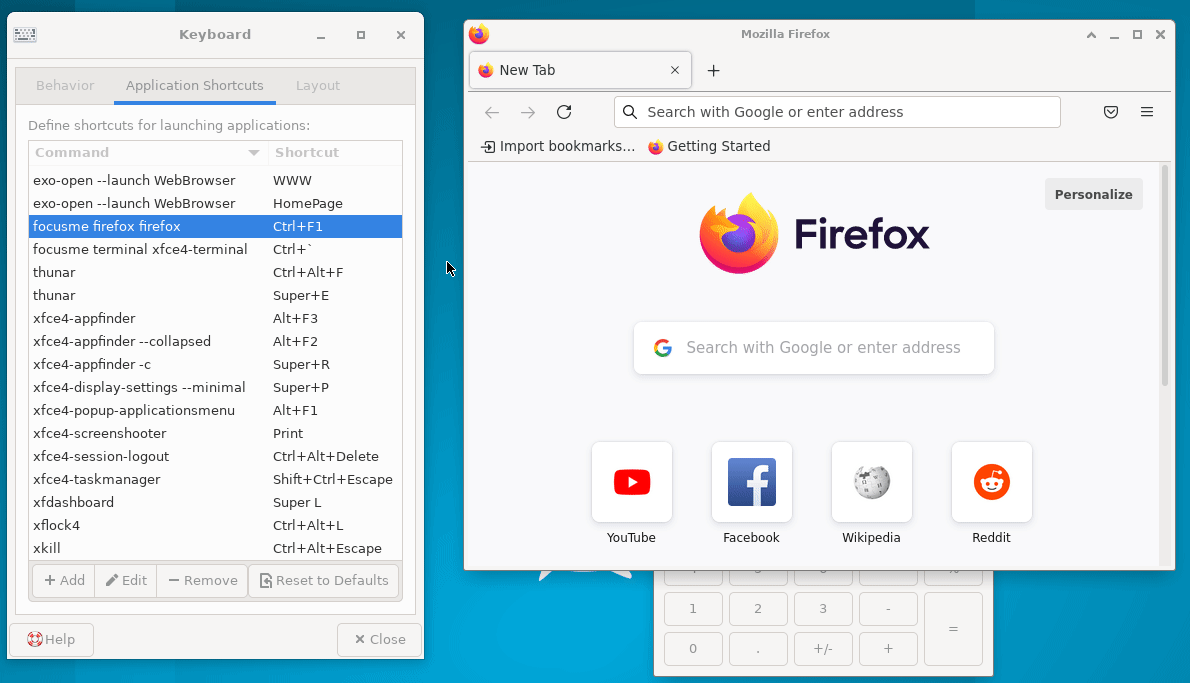 Keyboard
Behavior
Application Shortcuts
Layout
Define shortcuts for launching applications:
Command Shortcut
exo-open --launch WebBrowser WWW
exo-open --launch WebBrowser HomePage
focusme firefox firefox Ctrl+F1
focusme terminal xfce4-terminal Ctrl+`
thunar Ctrl+Alt+F
thunar Super+E
xfce4-appfinder Alt+F3
xfce4-appfinder --collapsed Alt+F2
xfce4-appfinder -c Super+R
xfce4-display-settings --minimal Super+P
xfce4-popup-applicationsmenu Alt+F1
xfce4-screenshooter Print
xfce4-session-logout Ctrl+Alt+Delete
xfce4-taskmanager Shift+Ctrl+Escape
xfdashboard Super L
xflock4 Ctrl+Alt+L
xkill Ctrl+Alt+Escape
Add Edit Remove Reset to Defaults
Help Close
Mozilla Firefox
New Tab
Search with Google or enter address
Import bookmarks... Getting Started
Personalize
Firefox
Search with Google or enter address
YouTube Facebook Wikipedia Reddit
1 2 3 - =
0 . +/- +